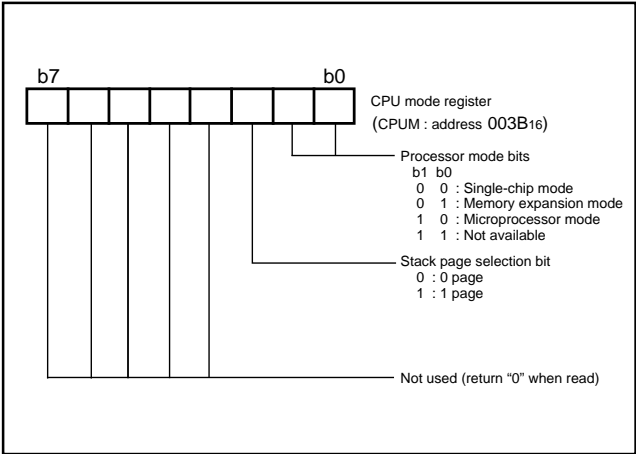 b7 b0
CPU mode register
(CPUM : address 003B16)
Processor mode bits
b1 b0
0 0 : Single-chip mode
0 1 : Memory expansion mode
1 0 : Microprocessor mode
1 1 : Not available
Stack page selection bit
0 : 0 page
1 : 1 page
Not used (return “0” when read)